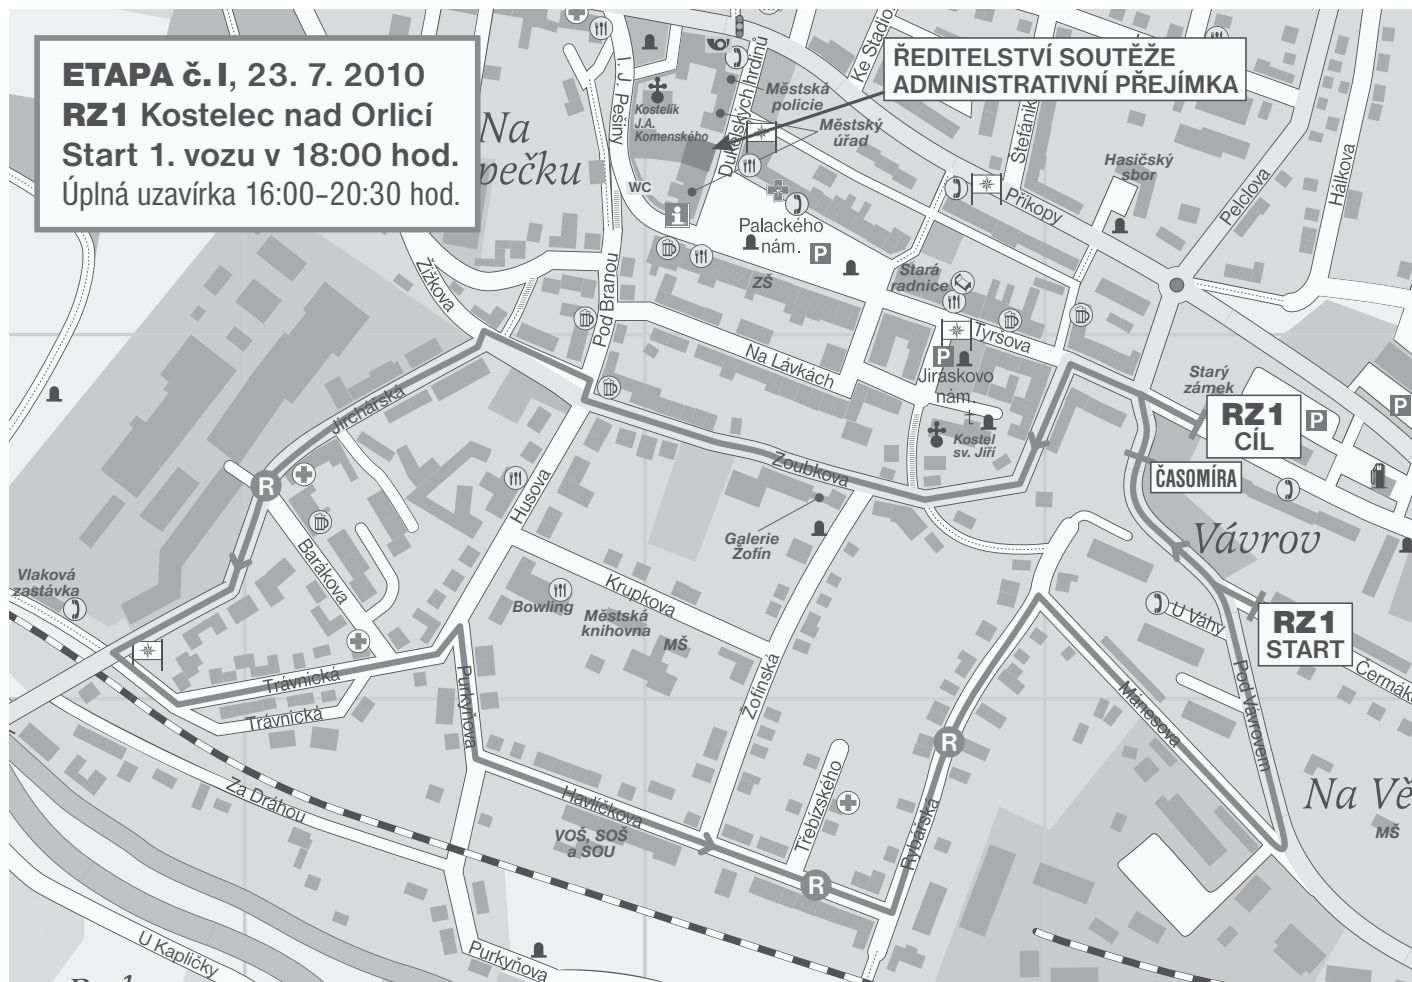 ETAPA č. I, 23. 7. 2010
RZ1 Kostelec nad Orlicí
Start 1. vozu v 18:00 hod.
Úplná uzavírka 16:00–20:30 hod.
ŘEDITELSTVÍ SOUTĚŽE
ADMINISTRATIVNÍ PŘEJÍMKA
Na
pečku
I. J. Pešiny
Kostelík
J.A.
Komenského
Dukelských hrdinů
Městská
policie
Městský
úřad
Ke Stadio
Štefánik
Hasičský
sbor
Příkopy
Pelclova
Hálkova
WC
i
Palackého
nám.
P
ZŠ
Stará
radnice
Tyršova
Žižkova
Pod Branou
Na Lávkách
P
Jiráskovo
nám.
Kostel
sv. Jiří
Starý
zámek
RZ1
CÍL
P
P
ČASOMÍRA
Jirchářská
R
Zoubkova
Husova
Galerie
Žofín
Vávrov
Barákova
Vlaková
zastávka
Bowling
Krupkova
Městská
knihovna
MŠ
U Váhy
RZ1
START
Čermák
Trávnická
Trávnická
Purkyňova
Žofínská
Mánesova
Pod Vávrovem
R
Za Dráhou
Havlíčkova
VOŠ, SOŠ
a SOU
Třebízského
Rybářská
R
Na Vě
MŠ
U Kapličky
Purkyňova